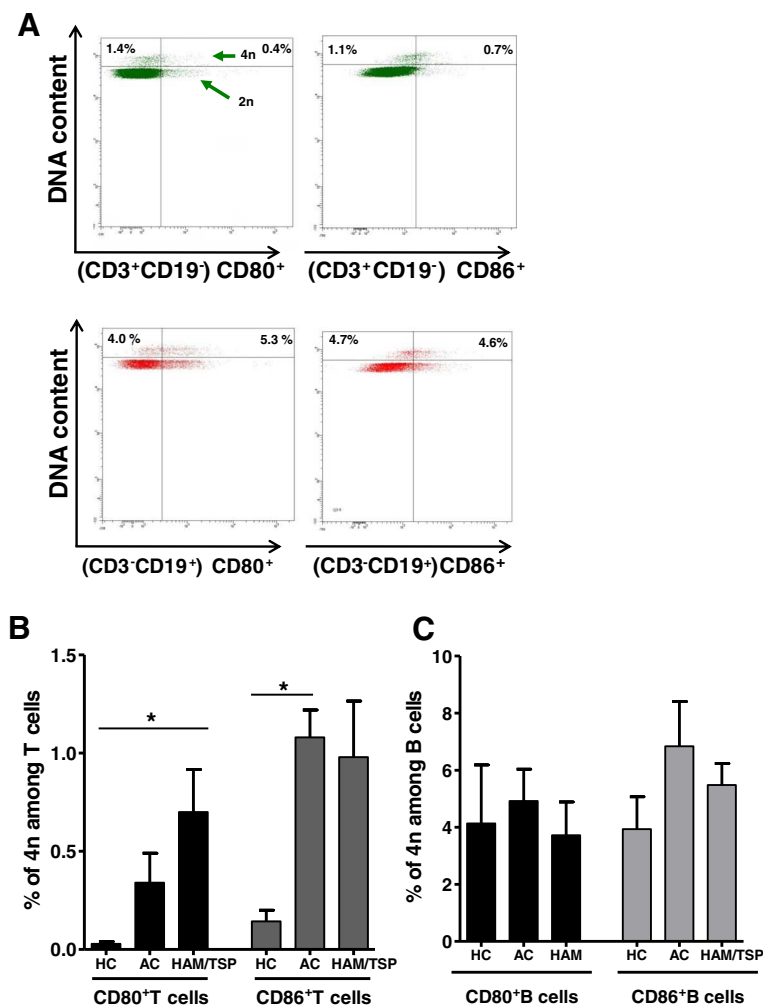 A
1.4%
0.4%
4n
2n
DNA content
(CD3⁺CD19⁻) CD80⁺
1.1%
0.7%
(CD3⁺CD19⁻) CD86⁺
4.0 %
5.3 %
DNA content
(CD3⁻CD19⁺) CD80⁺
4.7%
4.6%
(CD3⁻CD19⁺)CD86⁺
B
% of 4n among T cells
1.5
1.0
0.5
0.0
*
*
HC AC HAM/TSP HC AC HAM/TSP
CD80⁺T cells CD86⁺T cells
C
% of 4n among B cells
10
8
6
4
2
0
HC AC HAM HC AC HAM/TSP
CD80⁺B cells CD86⁺B cells